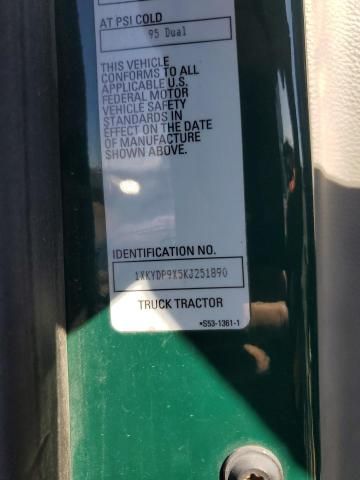 AT PSI COLD
95 Dual
THIS VEHICLE
CONFORMS TO ALL
APPLICABLE U.S.
FEDERAL MOTOR
VEHICLE SAFETY
STANDARDS IN
EFFECT ON THE DATE
OF MANUFACTURE
SHOWN ABOVE.
IDENTIFICATION NO.
1XKYDP9X5KJ251890
TRUCK TRACTOR
*S53-1361-1